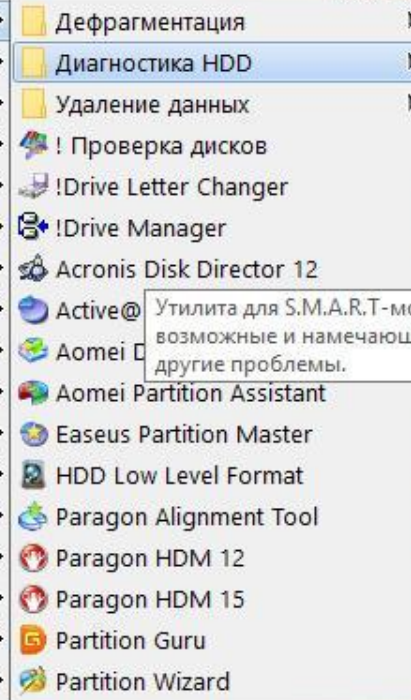 Дефрагментация
Диагностика HDD
Удаление данных
! Проверка дисков
!Drive Letter Changer
!Drive Manager
Acronis Disk Director 12
Active@
Утилита для S.M.A.R.T-мо
возможные и намечающ
другие проблемы.
Aomei
Aomei Partition Assistant
Easeus Partition Master
HDD Low Level Format
Paragon Alignment Tool
Paragon HDM 12
Paragon HDM 15
Partition Guru
Partition Wizard